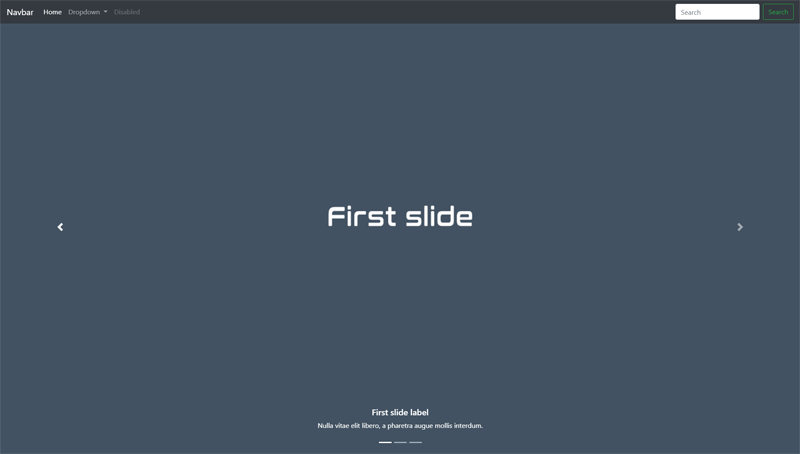 Navbar Home Dropdown Disabled Search Search
First slide
First slide label
Nulla vitae elit libero, a pharetra augue mollis interdum.